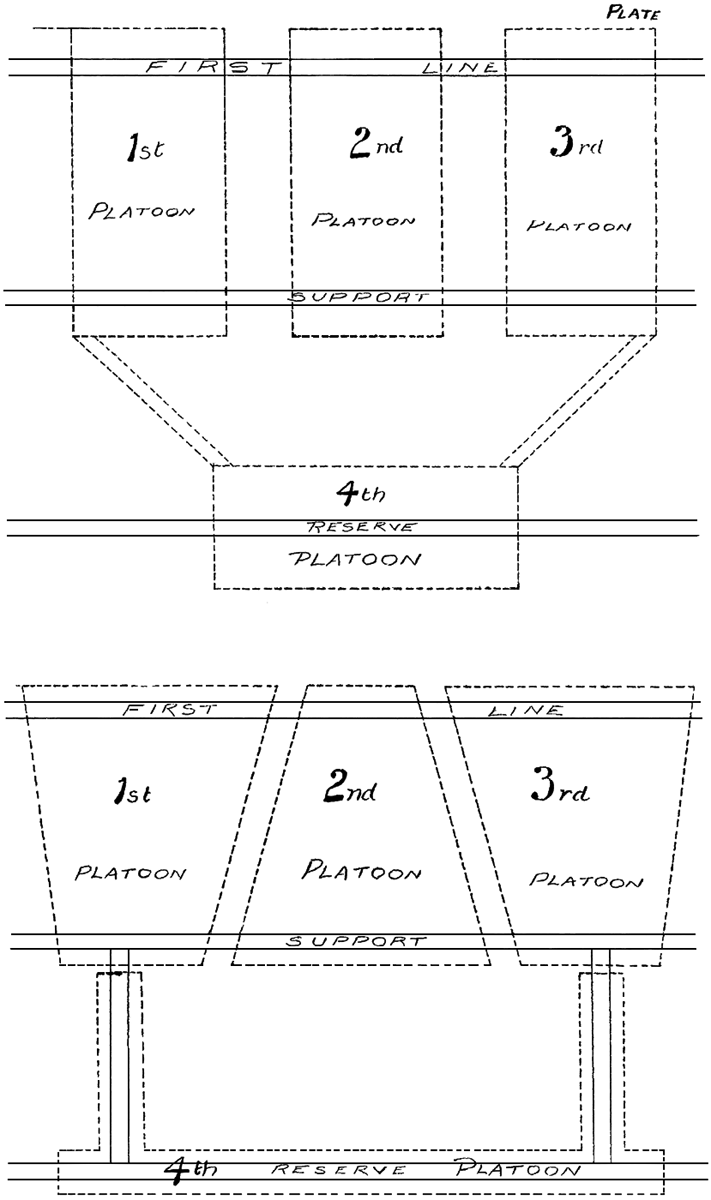 PLATE
FIRST LINE
1st 2nd 3rd
PLATOON PLATOON PLATOON
SUPPORT
4th
RESERVE
PLATOON
FIRST LINE
1st 2nd 3rd
PLATOON PLATOON PLATOON
SUPPORT
4th RESERVE PLATOON